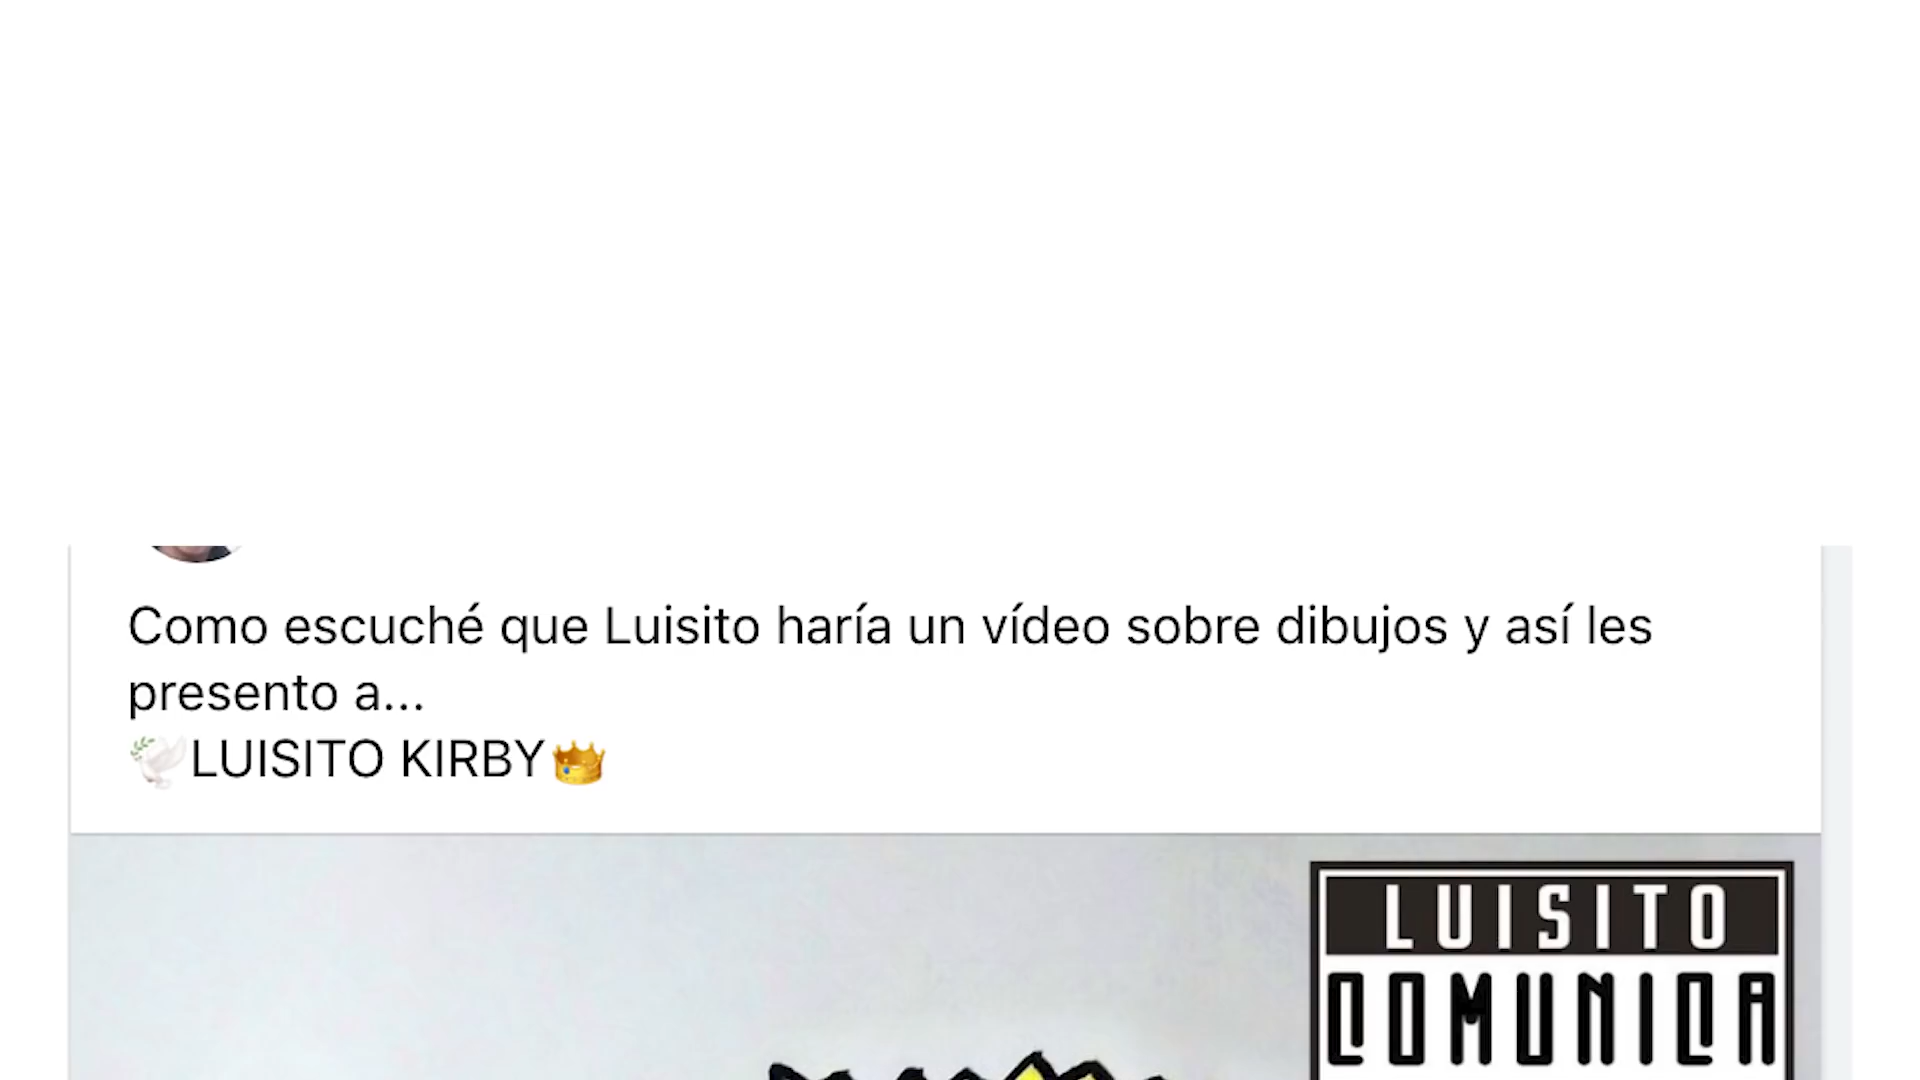 Como escuché que Luisito haría un vídeo sobre dibujos y así les
presento a...
🕊️LUISITO KIRBY👑
LUISITO
COMUNICA